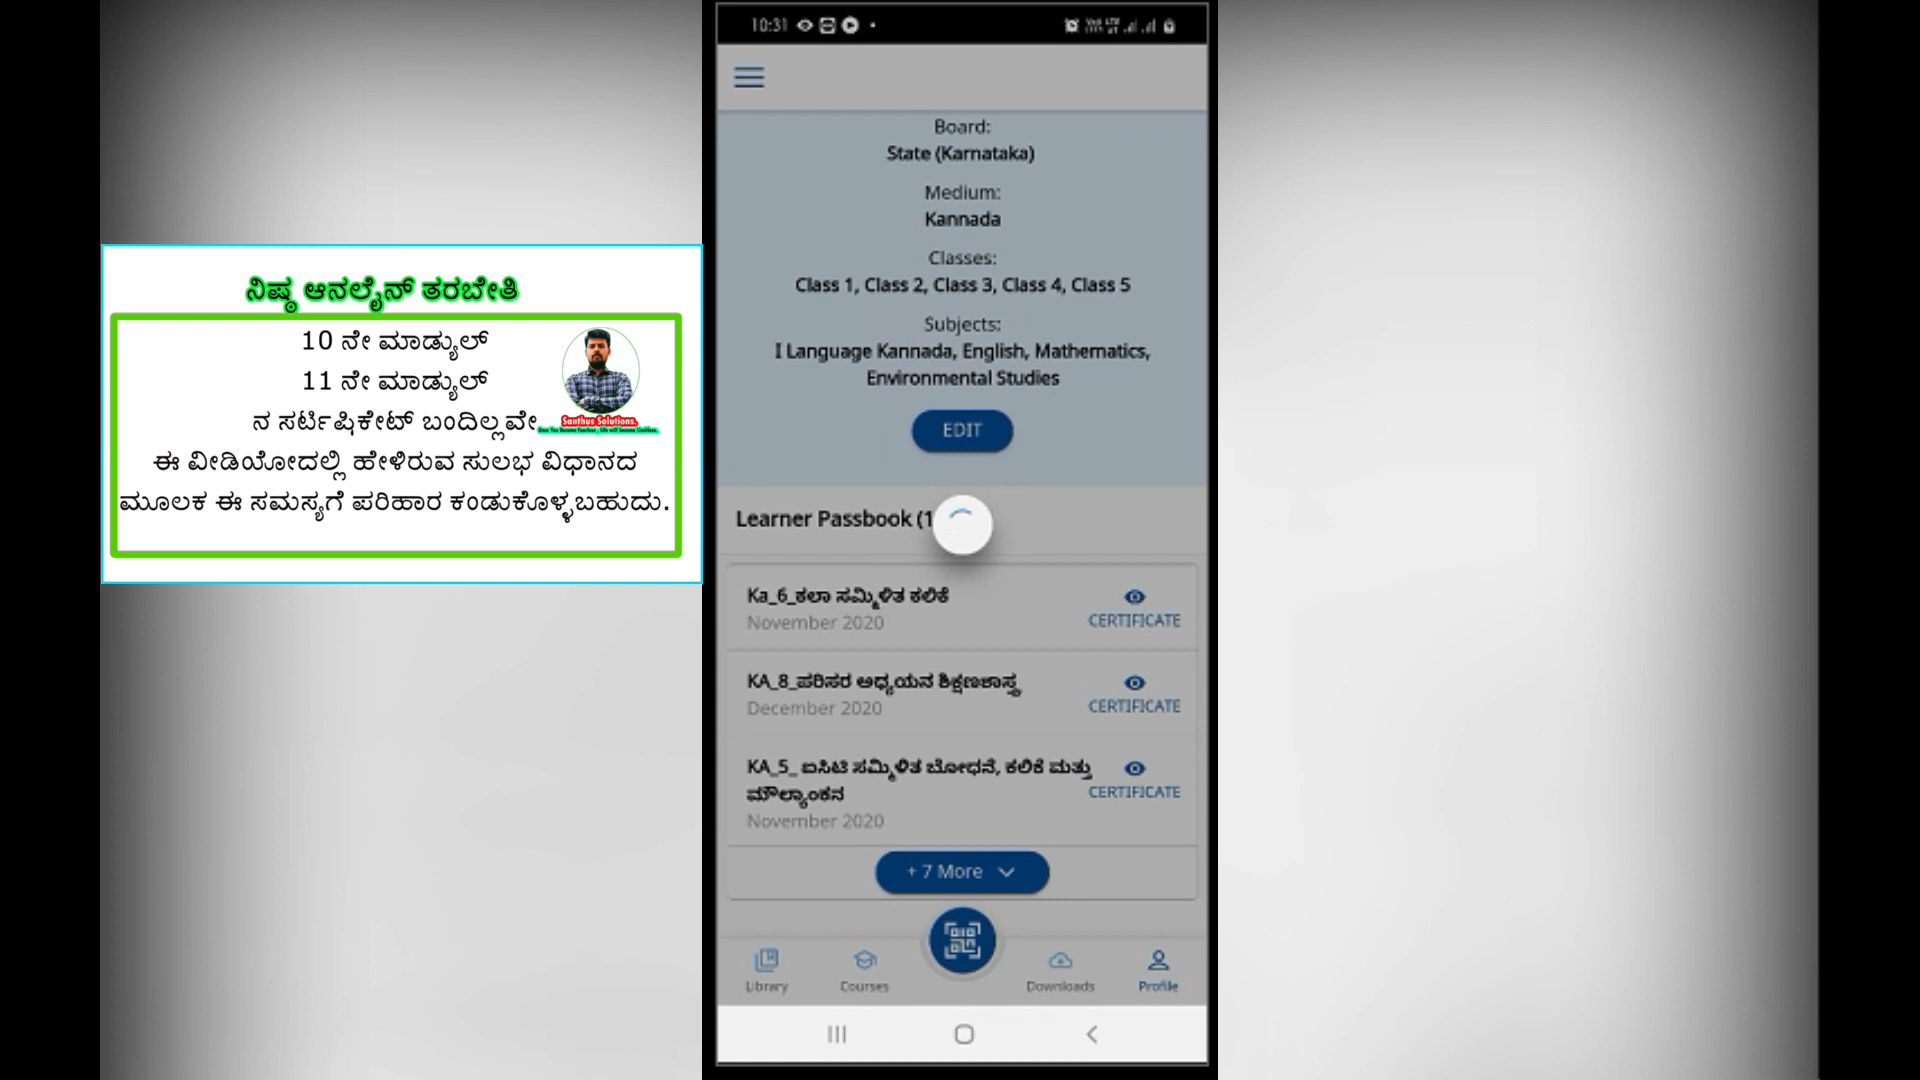 ನಿಷ್ಠ ಆನಲೈನ್ ತರಬೇತಿ
10 ನೇ ಮಾಡ್ಯುಲ್
11 ನೇ ಮಾಡ್ಯುಲ್
ನ ಸರ್ಟಿಷಿಕೇಟ್ ಬಂದಿಲ್ಲವೇ
Santhus Solutions.
ಈ ವೀಡಿಯೋದಲ್ಲಿ ಹೇಳಿರುವ ಸುಲಭ ವಿಧಾನದ
ಮೂಲಕ ಈ ಸಮಸ್ಯಗೆ ಪರಿಹಾರ ಕಂಡುಕೊಳ್ಳಬಹುದು.
10:31
Board:
State (Karnataka)
Medium:
Kannada
Classes:
Class 1, Class 2, Class 3, Class 4, Class 5
Subjects:
I Language Kannada, English, Mathematics,
Environmental Studies
EDIT
Learner Passbook (1
Ka_6_ಕಲಾ ಸಮ್ಮಿಳಿತ ಕಲಿಕೆ
November 2020
CERTIFICATE
KA_8_ಪರಿಸರ ಅಧ್ಯಯನ ಶಿಕ್ಷಣಶಾಸ್ತ್ರ
December 2020
CERTIFICATE
KA_5_ ಐಸಿಟಿ ಸಮ್ಮಿಳಿತ ಬೋಧನೆ, ಕಲಿಕೆ ಮತ್ತು
ಮೌಲ್ಯಾಂಕನ
November 2020
CERTIFICATE
+ 7 More
Library
Courses
Downloads
Profile